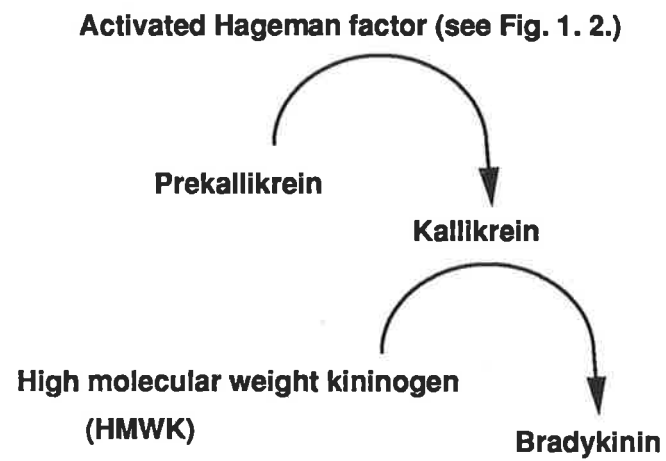 Activated Hageman factor (see Fig. 1. 2.)
Prekallikrein
Kallikrein
High molecular weight kininogen
(HMWK)
Bradykinin